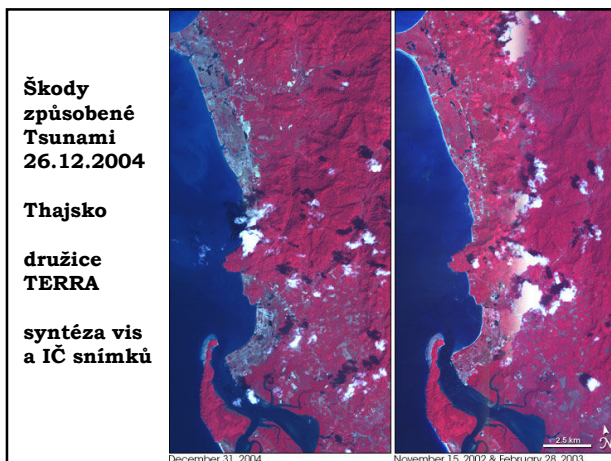 Škody
způsobené
Tsunami
26.12.2004
Thajsko
družice
TERRA
syntéza vis
a IČ snímků
2.5 km
N
December 31, 2004
November 15, 2002 & February 28, 2003